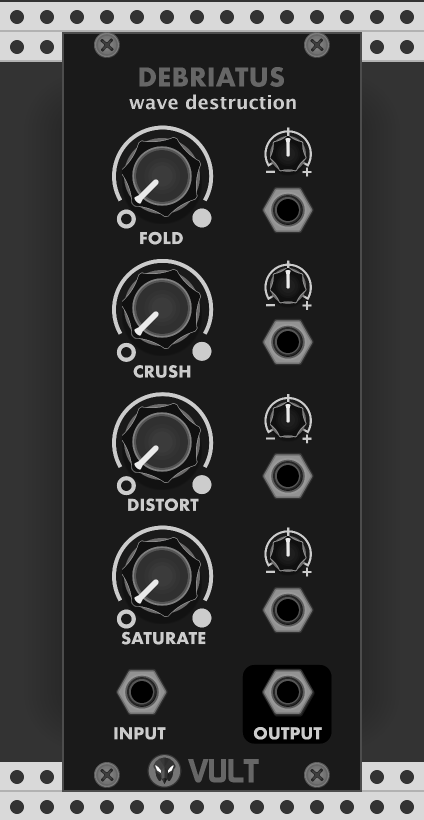 DEBRIATUS
wave destruction
- +
FOLD
- +
CRUSH
- +
DISTORT
- +
SATURATE
INPUT
OUTPUT
VULT